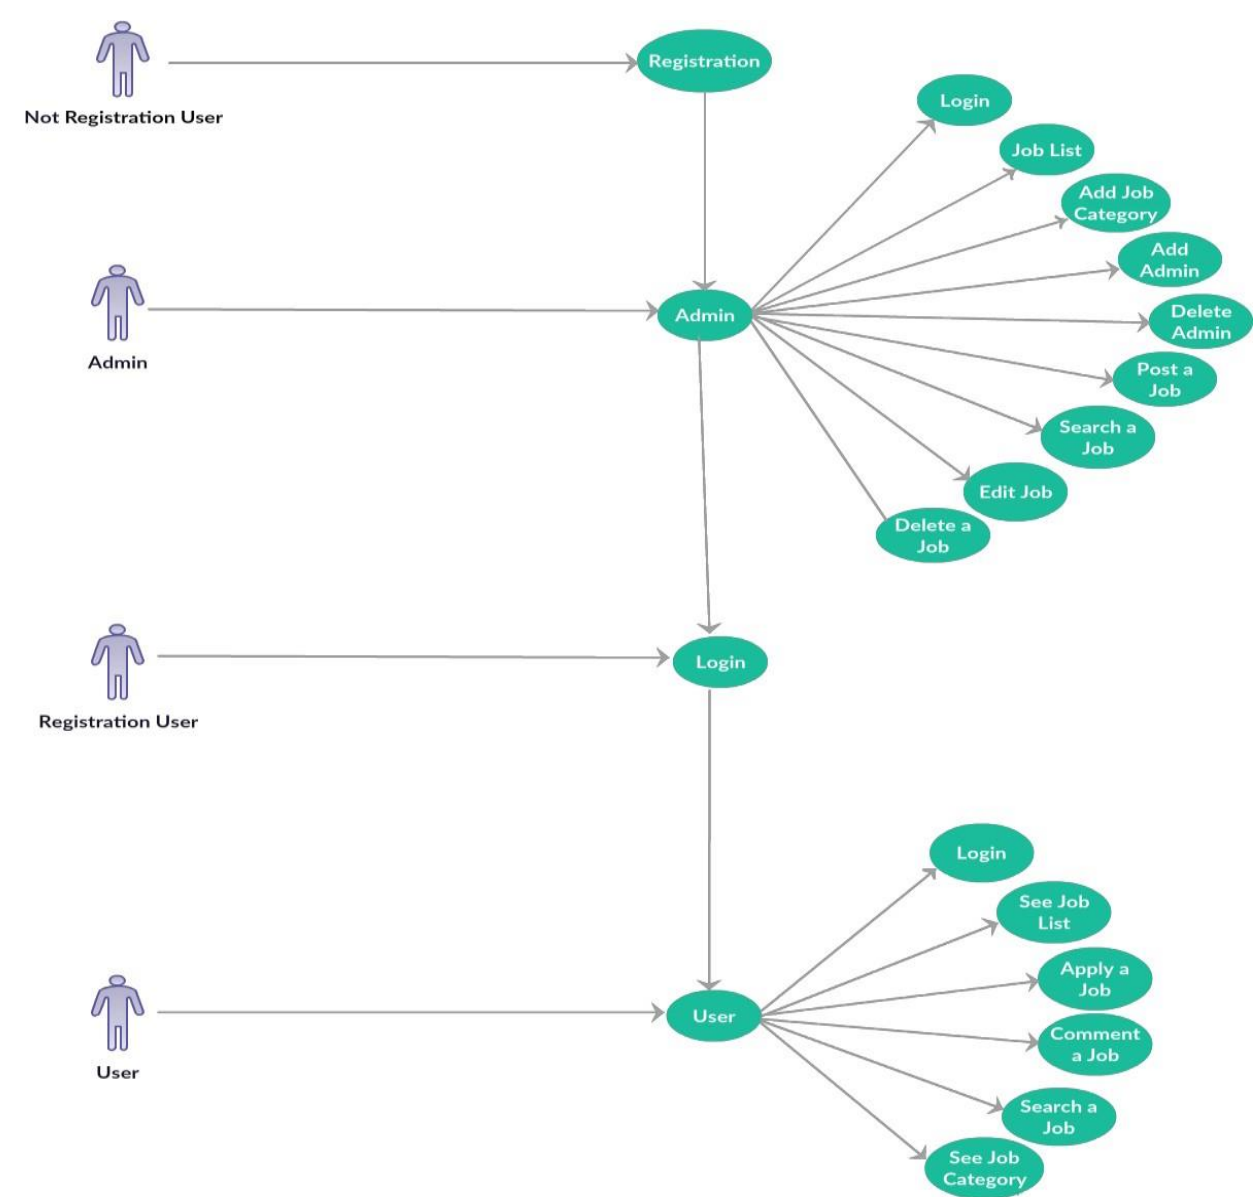 Not Registration User
Registration
Login
Job List
Add Job
Category
Add
Admin
Delete
Admin
Post a
Job
Search a
Job
Edit Job
Delete a
Job
Admin
Admin
Registration User
Login
User
User
Login
See Job
List
Apply a
Job
Comment
a Job
Search a
Job
See Job
Category